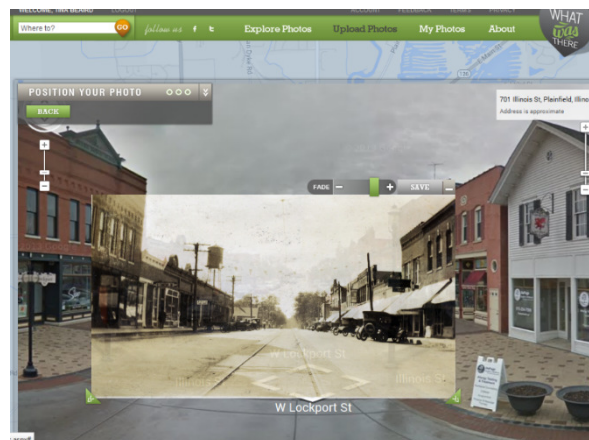 WELCOME, TINA BEARD LOGOUT ACCOUNT FEEDBACK TERMS PRIVACY
Where to? GO follow us f t Explore Photos Upload Photos My Photos About
WHAT
was
THERE
POSITION YOUR PHOTO
BACK
701 Illinois St, Plainfield, Illino
Address is approximate
FADE SAVE
W Lockport St
Illinois St Illinois St
W Lockport St